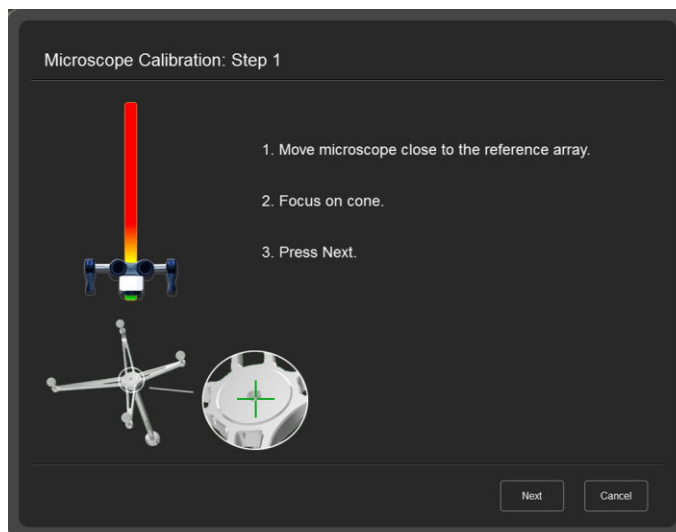 Microscope Calibration: Step 1
1. Move microscope close to the reference array.
2. Focus on cone.
3. Press Next.
Next
Cancel